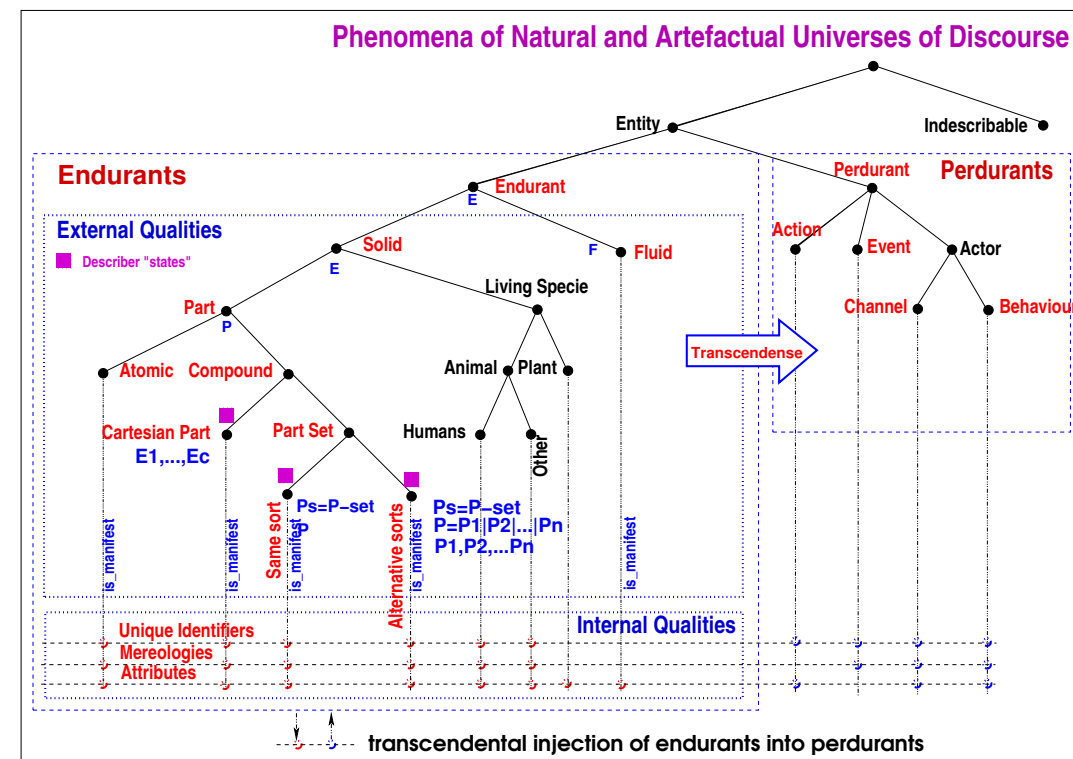 Phenomena of Natural and Artefactual Universes of Discourse
Entity
Indescribable
Endurants
Endurant
E
Perdurant
Perdurants
External Qualities
Describer "states"
Solid
E
F
Fluid
Action
Event
Actor
Living Specie
Part
P
Channel
Behaviour
Transcendense
Atomic
Compound
Animal
Plant
Cartesian Part
E1,...,Ec
Part Set
Humans
Other
Same sort
Ps=P-set
P
Alternative sorts
Ps=P-set
P=P1|P2|...|Pn
P1,P2,...Pn
is_manifest
is_manifest
is_manifest
is_manifest
is_manifest
Unique Identifiers
Mereologies
Attributes
Internal Qualities
transcendental injection of endurants into perdurants